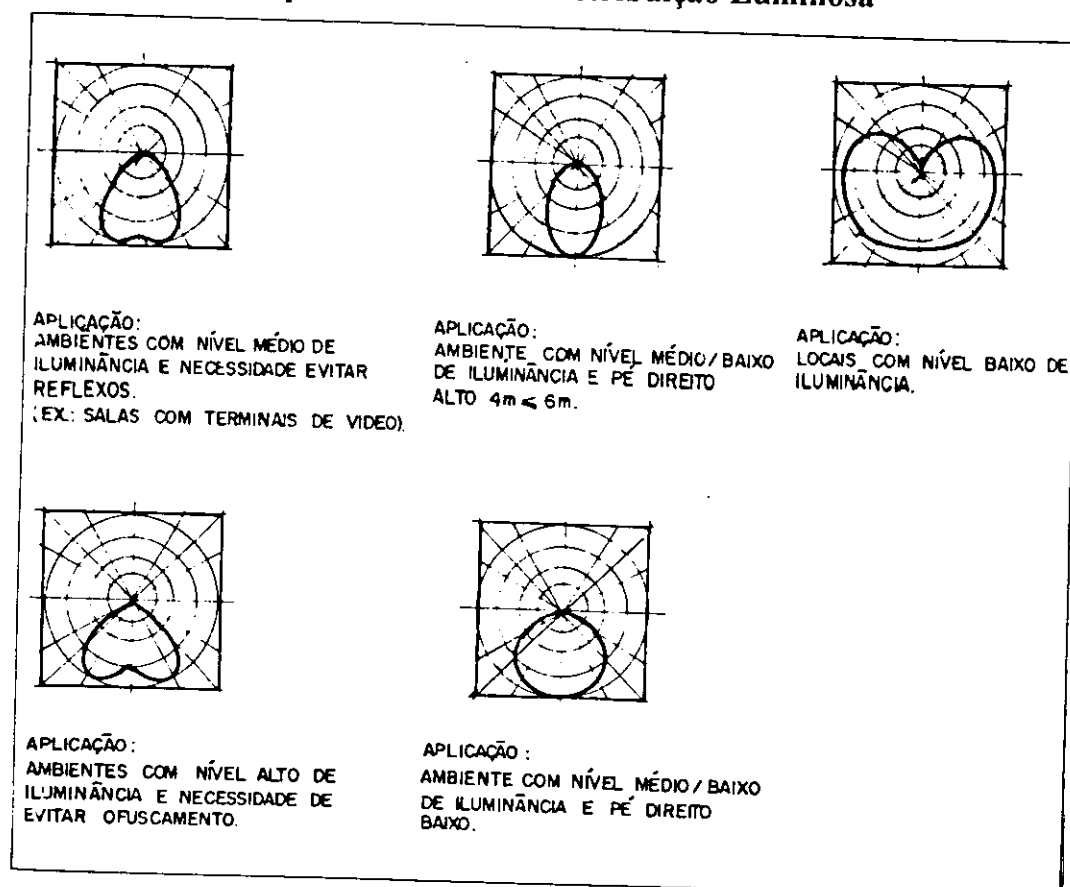 Luminosa
APLICAÇÃO:
AMBIENTES COM NÍVEL MÉDIO DE
ILUMINÂNCIA E NECESSIDADE EVITAR
REFLEXOS.
(EX.: SALAS COM TERMINAIS DE VIDEO).
APLICAÇÃO:
AMBIENTE COM NÍVEL MÉDIO/BAIXO
DE ILUMINÂNCIA E PÉ DIREITO
ALTO 4m ≤ 6m.
APLICAÇÃO:
LOCAIS COM NÍVEL BAIXO DE
ILUMINÂNCIA.
APLICAÇÃO:
AMBIENTES COM NÍVEL ALTO DE
ILUMINÂNCIA E NECESSIDADE DE
EVITAR OFUSCAMENTO.
APLICAÇÃO:
AMBIENTE COM NÍVEL MÉDIO/BAIXO
DE ILUMINÂNCIA E PÉ DIREITO
BAIXO.